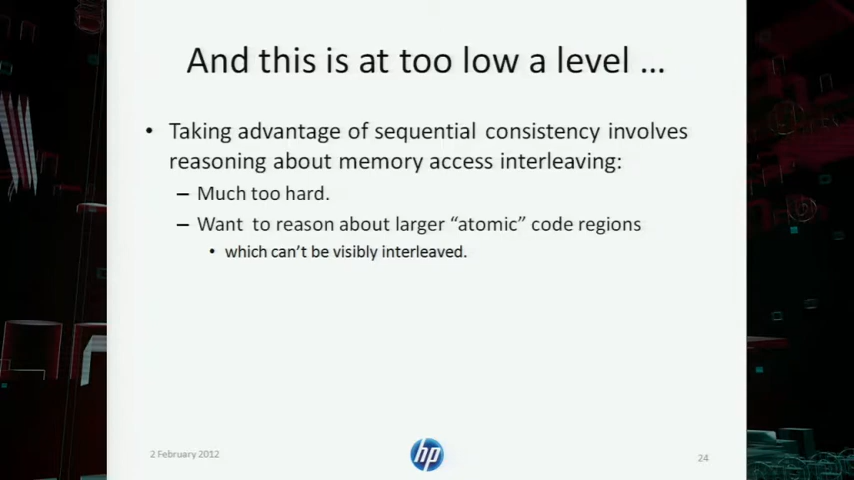 And this is at too low a level ...
• Taking advantage of sequential consistency involves
reasoning about memory access interleaving:
– Much too hard.
– Want to reason about larger “atomic” code regions
• which can’t be visibly interleaved.
2 February 2012
hp
24